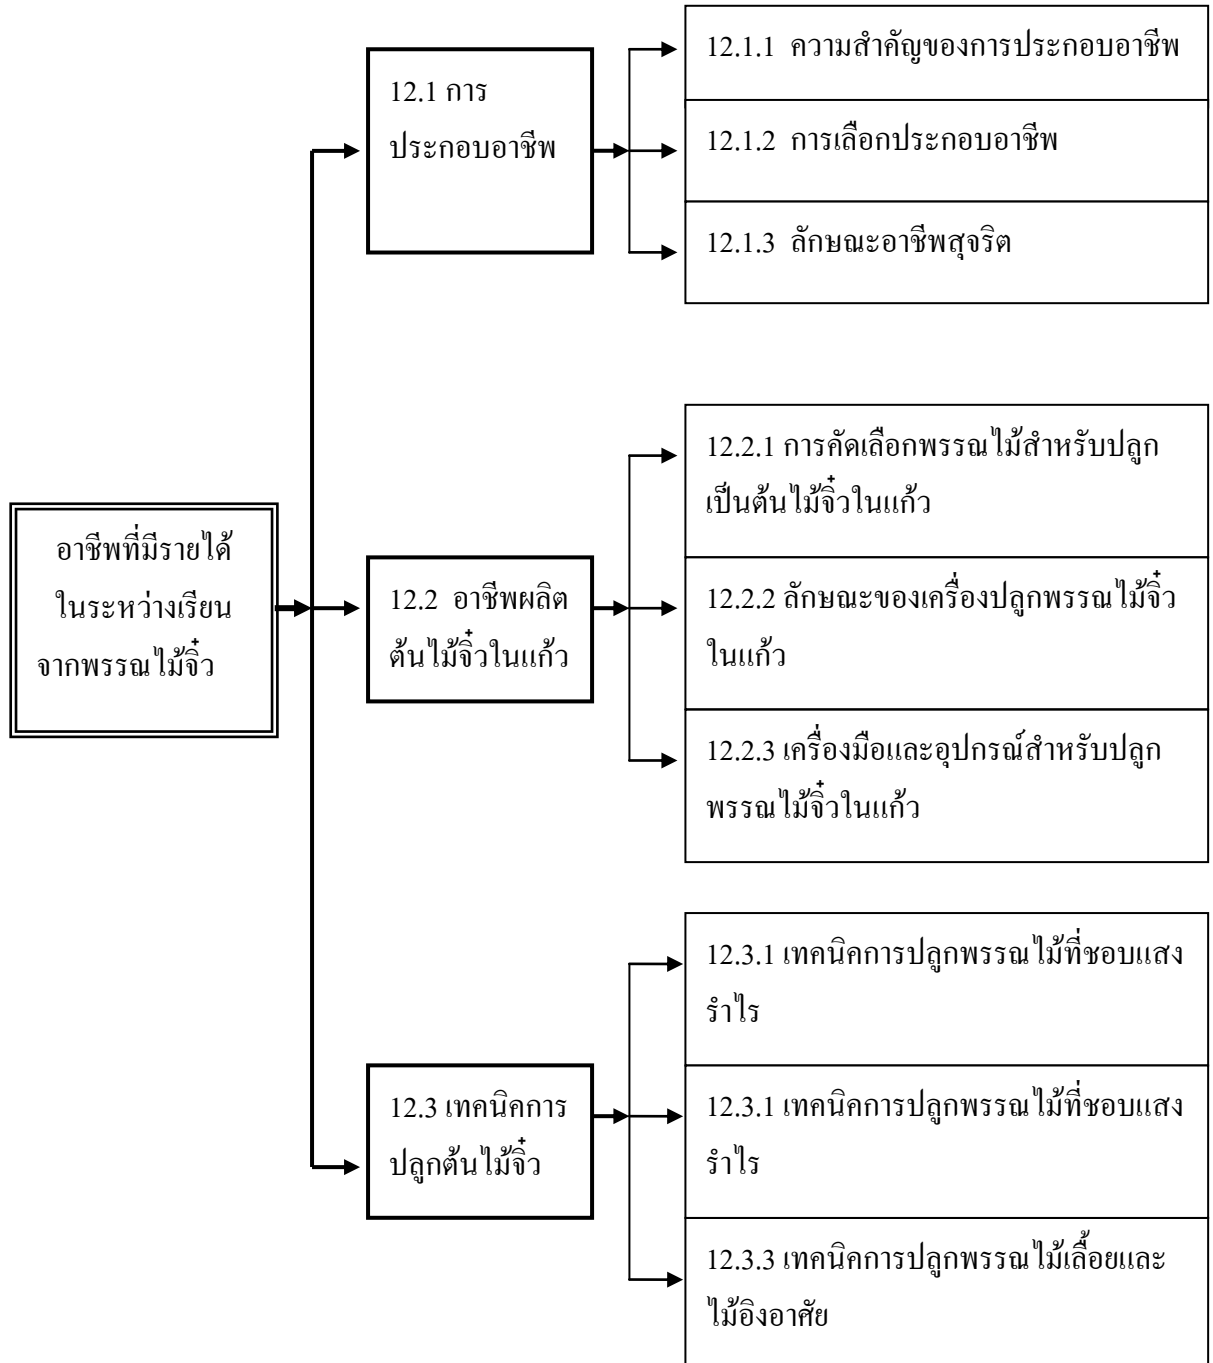 อาชีพที่มีรายได้
ในระหว่างเรียน
จากพรรณไม้จิ๋ว
12.1 การ
ประกอบอาชีพ
12.1.1 ความสำคัญของการประกอบอาชีพ
12.1.2 การเลือกประกอบอาชีพ
12.1.3 ลักษณะอาชีพสุจริต
12.2 อาชีพผลิต
ต้นไม้จิ๋วในแก้ว
12.2.1 การคัดเลือกพรรณไม้สำหรับปลูก
เป็นต้นไม้จิ๋วในแก้ว
12.2.2 ลักษณะของเครื่องปลูกพรรณไม้จิ๋ว
ในแก้ว
12.2.3 เครื่องมือและอุปกรณ์สำหรับปลูก
พรรณไม้จิ๋วในแก้ว
12.3 เทคนิคการ
ปลูกต้นไม้จิ๋ว
12.3.1 เทคนิคการปลูกพรรณไม้ที่ชอบแสง
รำไร
12.3.1 เทคนิคการปลูกพรรณไม้ที่ชอบแสง
รำไร
12.3.3 เทคนิคการปลูกพรรณไม้เลื้อยและ
ไม้อิงอาศัย